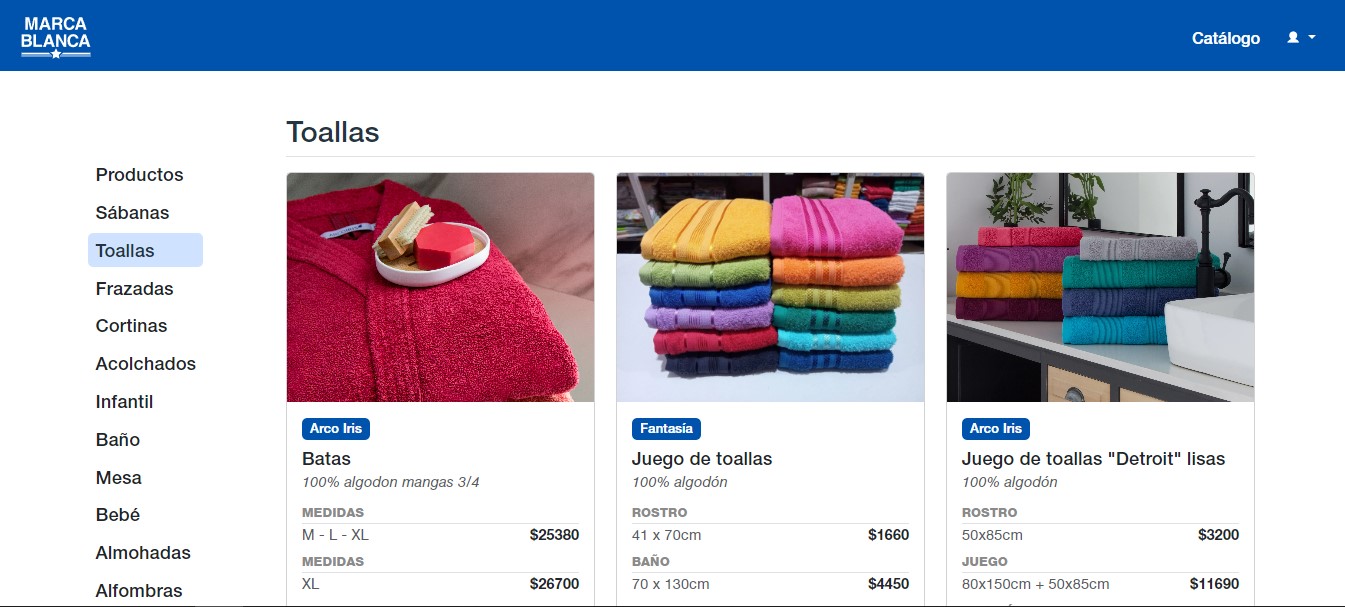 MARCA
BLANCA
Catálogo
Toallas
Productos
Sábanas
Toallas
Frazadas
Cortinas
Acolchados
Infantil
Baño
Mesa
Bebé
Almohadas
Alfombras
Arco Iris
Batas
100% algodon mangas 3/4
MEDIDAS
M - L - XL $25380
MEDIDAS
XL $26700
Fantasía
Juego de toallas
100% algodón
ROSTRO
41 x 70cm $1660
BAÑO
70 x 130cm $4450
Arco Iris
Juego de toallas "Detroit" lisas
100% algodón
ROSTRO
50x85cm $3200
JUEGO
80x150cm + 50x85cm $11690